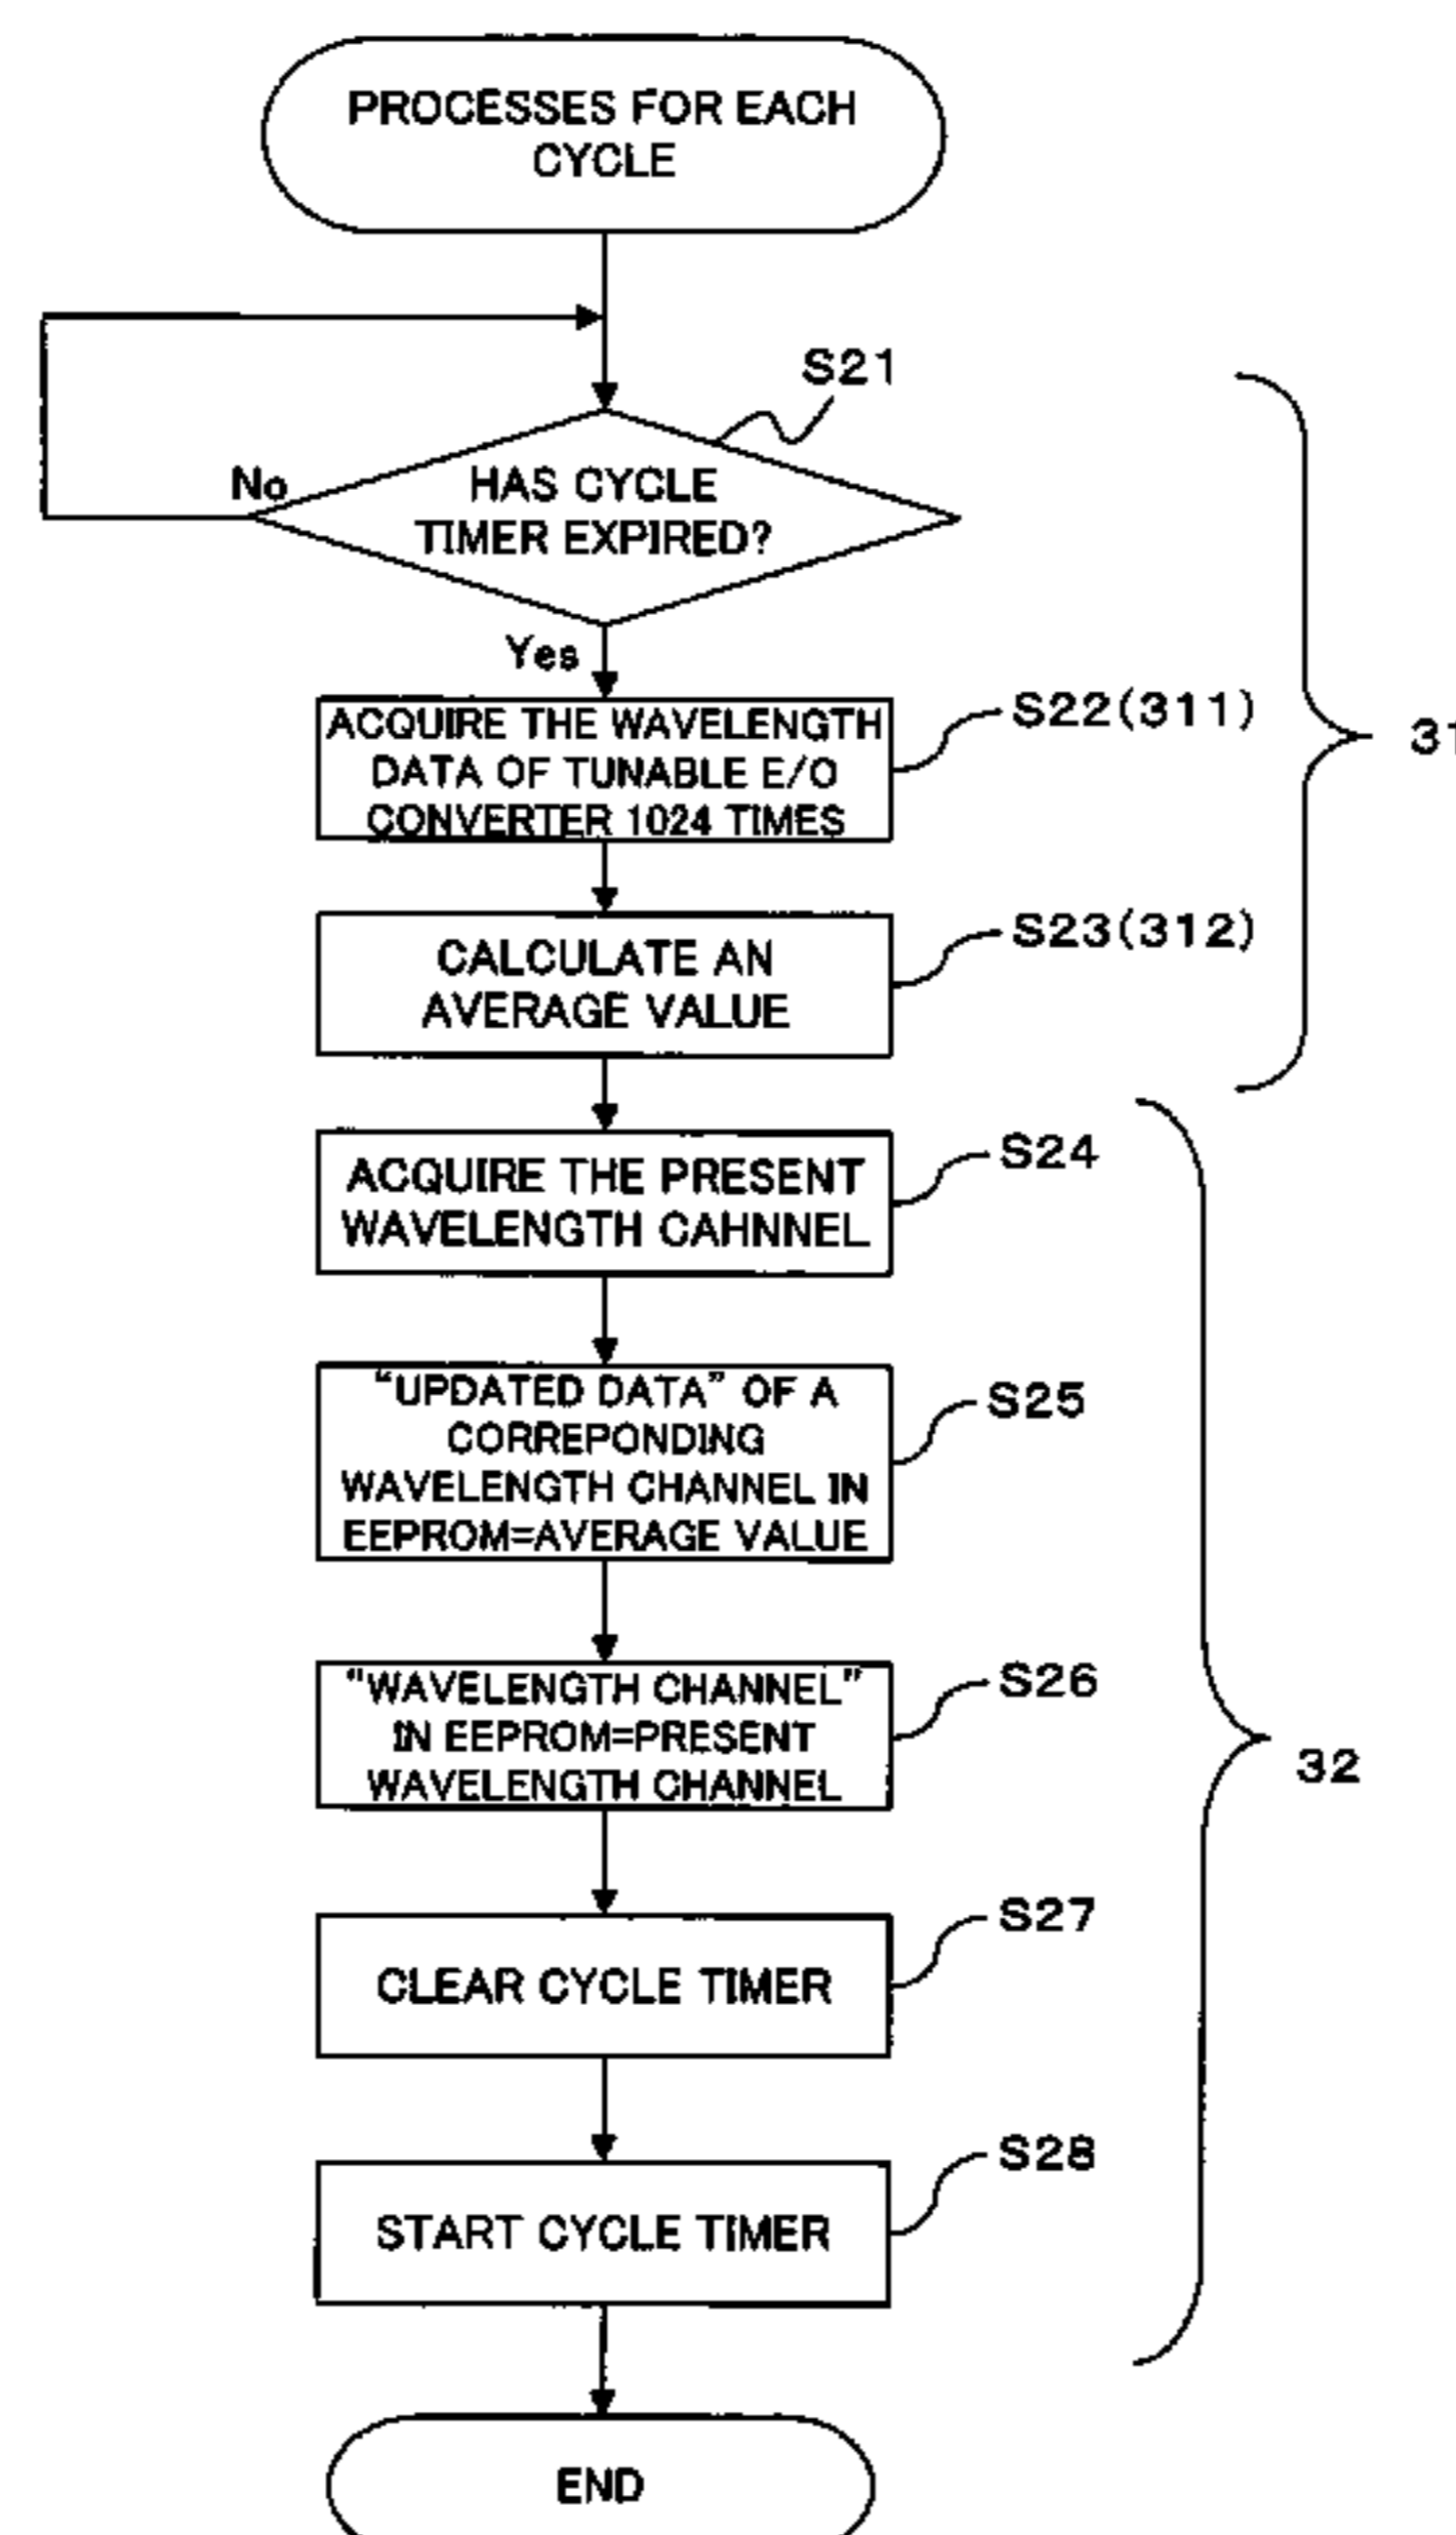 PROCESSES FOR EACH
CYCLE
S21
No
HAS CYCLE
TIMER EXPIRED?
Yes
ACQUIRE THE WAVELENGTH
DATA OF TUNABLE E/O
CONVERTER 1024 TIMES
S22(311)
31
CALCULATE AN
AVERAGE VALUE
S23(312)
ACQUIRE THE PRESENT
WAVELENGTH CAHNNEL
S24
“UPDATED DATA” OF A
CORREPONDING
WAVELENGTH CHANNEL IN
EEPROM=AVERAGE VALUE
S25
"WAVELENGTH CHANNEL"
IN EEPROM=PRESENT
WAVELENGTH CHANNEL
S26
32
CLEAR CYCLE TIMER
S27
START CYCLE TIMER
S28
END